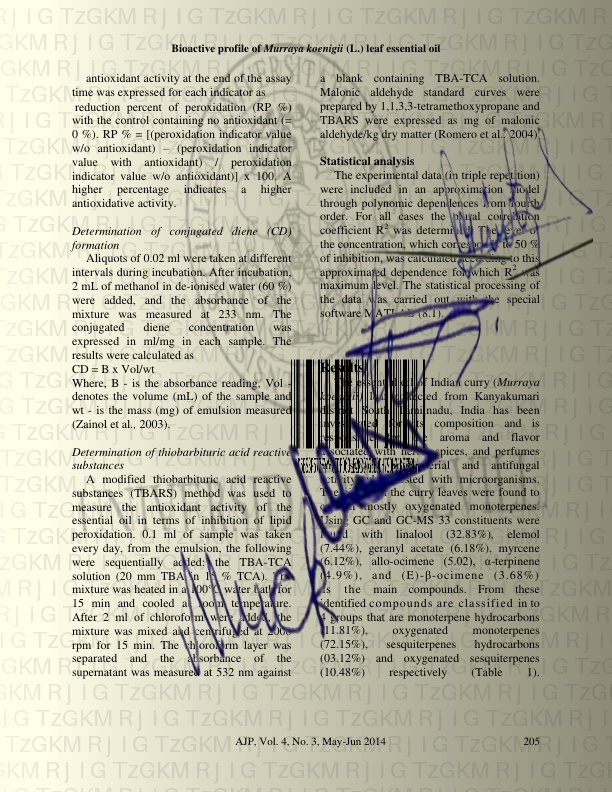 Bioactive profile of Murraya koenigii (L.) leaf essential oil
antioxidant activity at the end of the assay
time was expressed for each indicator as
reduction percent of peroxidation (RP %)
with the control containing no antioxidant (=
0 %). RP % = [(peroxidation indicator value
w/o antioxidant) – (peroxidation indicator
value with antioxidant) / peroxidation
indicator value w/o antioxidant)] x 100. A
higher percentage indicates a higher
antioxidative activity.
Determination of conjugated diene (CD)
formation
Aliquots of 0.02 ml were taken at different
intervals during incubation. After incubation,
2 mL of methanol in de-ionised water (60 %)
were added, and the absorbance of the
mixture was measured at 233 nm. The
conjugated diene concentration was
expressed in ml/mg in each sample. The
results were calculated as
CD = B x Vol/wt
Where, B - is the absorbance reading, Vol -
denotes the volume (mL) of the sample and
wt - is the mass (mg) of emulsion measured
(Zainol et al., 2003).
Determination of thiobarbituric acid reactive
substances
A modified thiobarbituric acid reactive
substances (TBARS) method was used to
measure the antioxidant activity of the
essential oil in terms of inhibition of lipid
peroxidation. 0.1 ml of sample was taken
every day, from the emulsion, the following
were sequentially the TBA-TCA
solution (20 mm TBA in % TCA).
mixture was heated in a 100°C water bath for
15 min and cooled at room temperature.
After 2 ml of chloroform were added, the
mixture was mixed and centrifuged at
rpm for 15 min. The chloroform layer was
separated and the absorbance of the
supernatant was measured at 532 nm against
a blank containing TBA-TCA solution.
Malonic aldehyde standard curves were
prepared by 1,1,3,3-tetramethoxypropane and
TBARS were expressed as mg of malonic
aldehyde/kg dry matter (Romero et al., 2004)
Statistical analysis
The experimental data (in triple repetition)
were included in an approximation model
through polynomic dependences from fourth
order. For all cases the correlation
coefficient R² was determined. The level of
the concentration, which corresponds to 50 %
of inhibition, was calculated according to this
approximated dependence for which R² was
maximum level. The statistical processing of
the data was carried out with the special
software (8.1).
Results
The essential oil of Indian curry (Murraya
collected from Kanyakumari
district South Tamilnadu, India has been
its composition and is
aroma and flavor
associated with spices, and perfumes
and antifungal
with microorganisms.
the curry leaves were found to
mostly oxygenated monoterpenes.
Using GC and GC-MS 33 constituents were
found with linalool (32.83%), elemol
(7.44%), geranyl acetate (6.18%), myrcene
(6.12%), allo-ocimene (5.02), α-terpinene
(4.9%), and (E)-β-ocimene (3.68%)
as the main compounds. From these
identified compounds are classified in to
4 groups that are monoterpene hydrocarbons
(11.81%), oxygenated monoterpenes
(72.15%), sesquiterpenes hydrocarbons
(03.12%) and oxygenated sesquiterpenes
(10.48%) respectively (Table 1).
AJP, Vol. 4, No. 3, May-Jun 2014 205